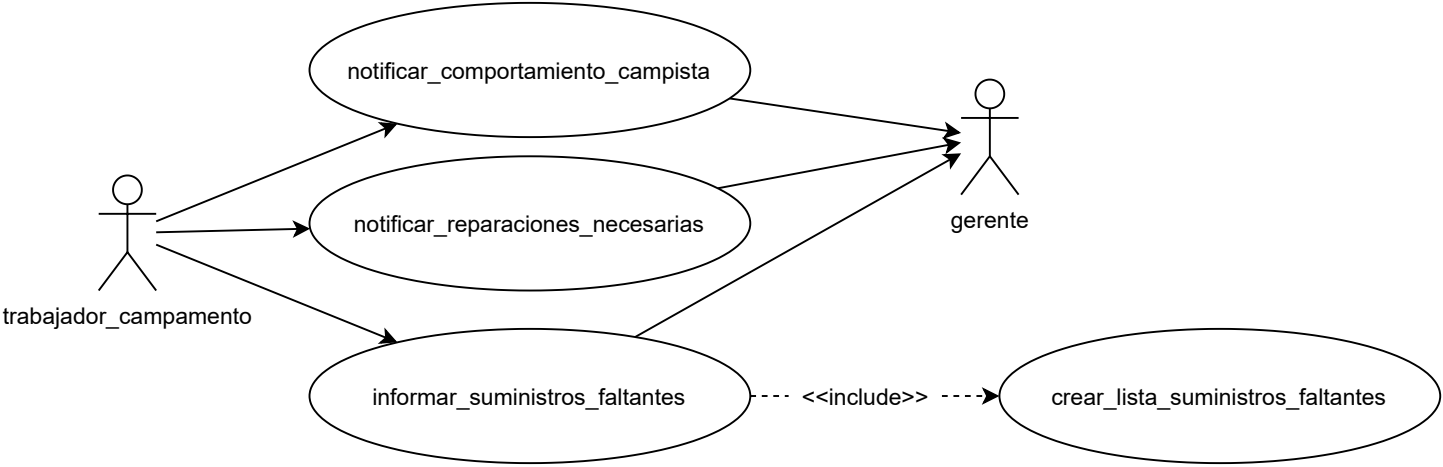 notificar_comportamiento_campista
gerente
notificar_reparaciones_necesarias
trabajador_campamento
informar_suministros_faltantes
<<include>>
crear_lista_suministros_faltantes